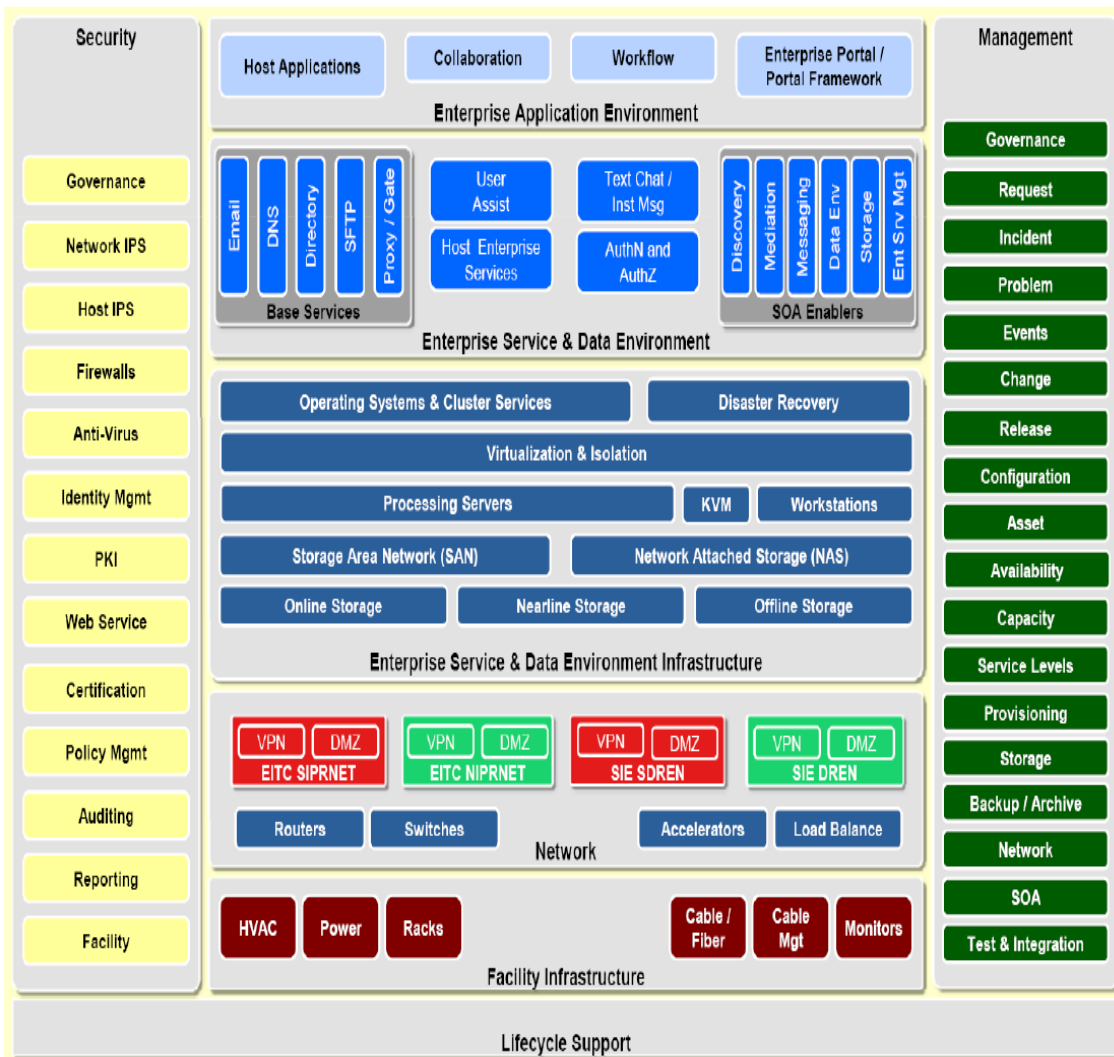 Security
Governance
Network IPS
Host IPS
Firewalls
Anti-Virus
Identity Mgmt
PKI
Web Service
Certification
Policy Mgmt
Auditing
Reporting
Facility
Host Applications
Collaboration
Workflow
Enterprise Portal /
Portal Framework
Enterprise Application Environment
Email
DNS
Directory
SFTP
Proxy / Gate
Base Services
User
Assist
Text Chat /
Inst Msg
Host Enterprise
Services
AuthN and
AuthZ
Discovery
Mediation
Messaging
Data Env
Storage
Ent Srv Mgt
SOA Enablers
Enterprise Service & Data Environment
Operating Systems & Cluster Services
Disaster Recovery
Virtualization & Isolation
Processing Servers
KVM
Workstations
Storage Area Network (SAN)
Network Attached Storage (NAS)
Online Storage
Nearline Storage
Offline Storage
Enterprise Service & Data Environment Infrastructure
VPN
DMZ
EITC SIPRNET
VPN
DMZ
EITC NIPRNET
VPN
DMZ
SIE SDREN
VPN
DMZ
SIE DREN
Routers
Switches
Accelerators
Load Balance
Network
HVAC
Power
Racks
Cable /
Fiber
Cable
Mgt
Monitors
Facility Infrastructure
Management
Governance
Request
Incident
Problem
Events
Change
Release
Configuration
Asset
Availability
Capacity
Service Levels
Provisioning
Storage
Backup / Archive
Network
SOA
Test & Integration
Lifecycle Support